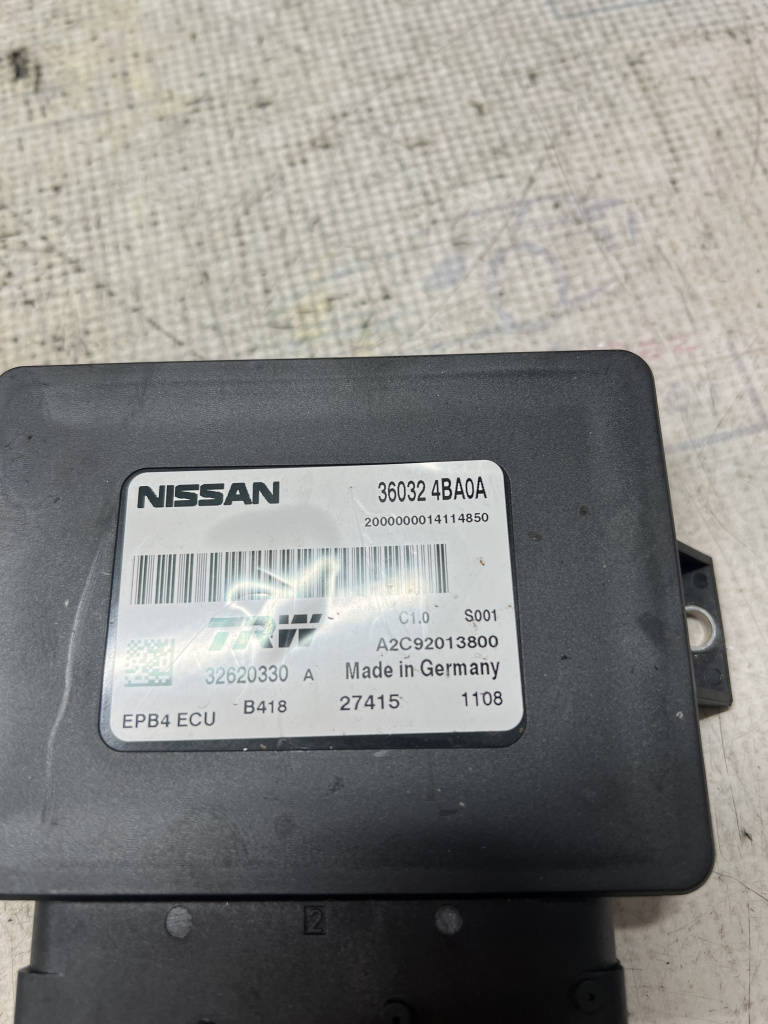 NISSAN 36032 4BA0A
2000000014114850
TRW C1.0 S001
A2C92013800
32620330 A Made in Germany
EPB4 ECU B418 27415 1108
2